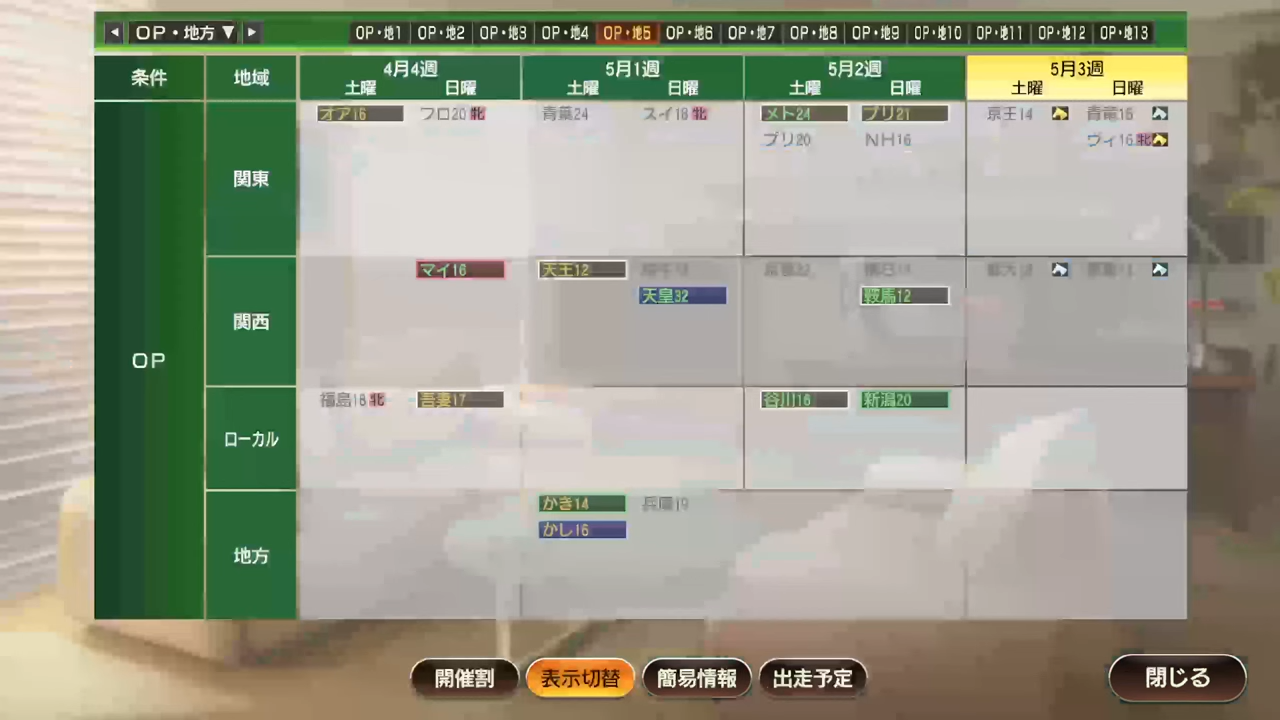 ◀ OP・地方 ▼ ▶ OP・地1 OP・地2 OP・地3 OP・地4 OP・地5 OP・地6 OP・地7 OP・地8 OP・地9 OP・地10 OP・地11 OP・地12 OP・地13
条件 地域 4月4週 5月1週 5月2週 5月3週
土曜 日曜 土曜 日曜 土曜 日曜 土曜 日曜
オア16 フロ20 牝 青葉24 スイ18 牝 メト24 プリ21 京王14 青竜16
プリ20 NH16 ヴィ16 牝
関東
マイ16 天王12
天皇32 鞍馬12
関西
OP
福島16 牝 吾妻17 谷川16 新潟20
ローカル
かき14 兵庫19
かし16
地方
開催割 表示切替 簡易情報 出走予定 閉じる